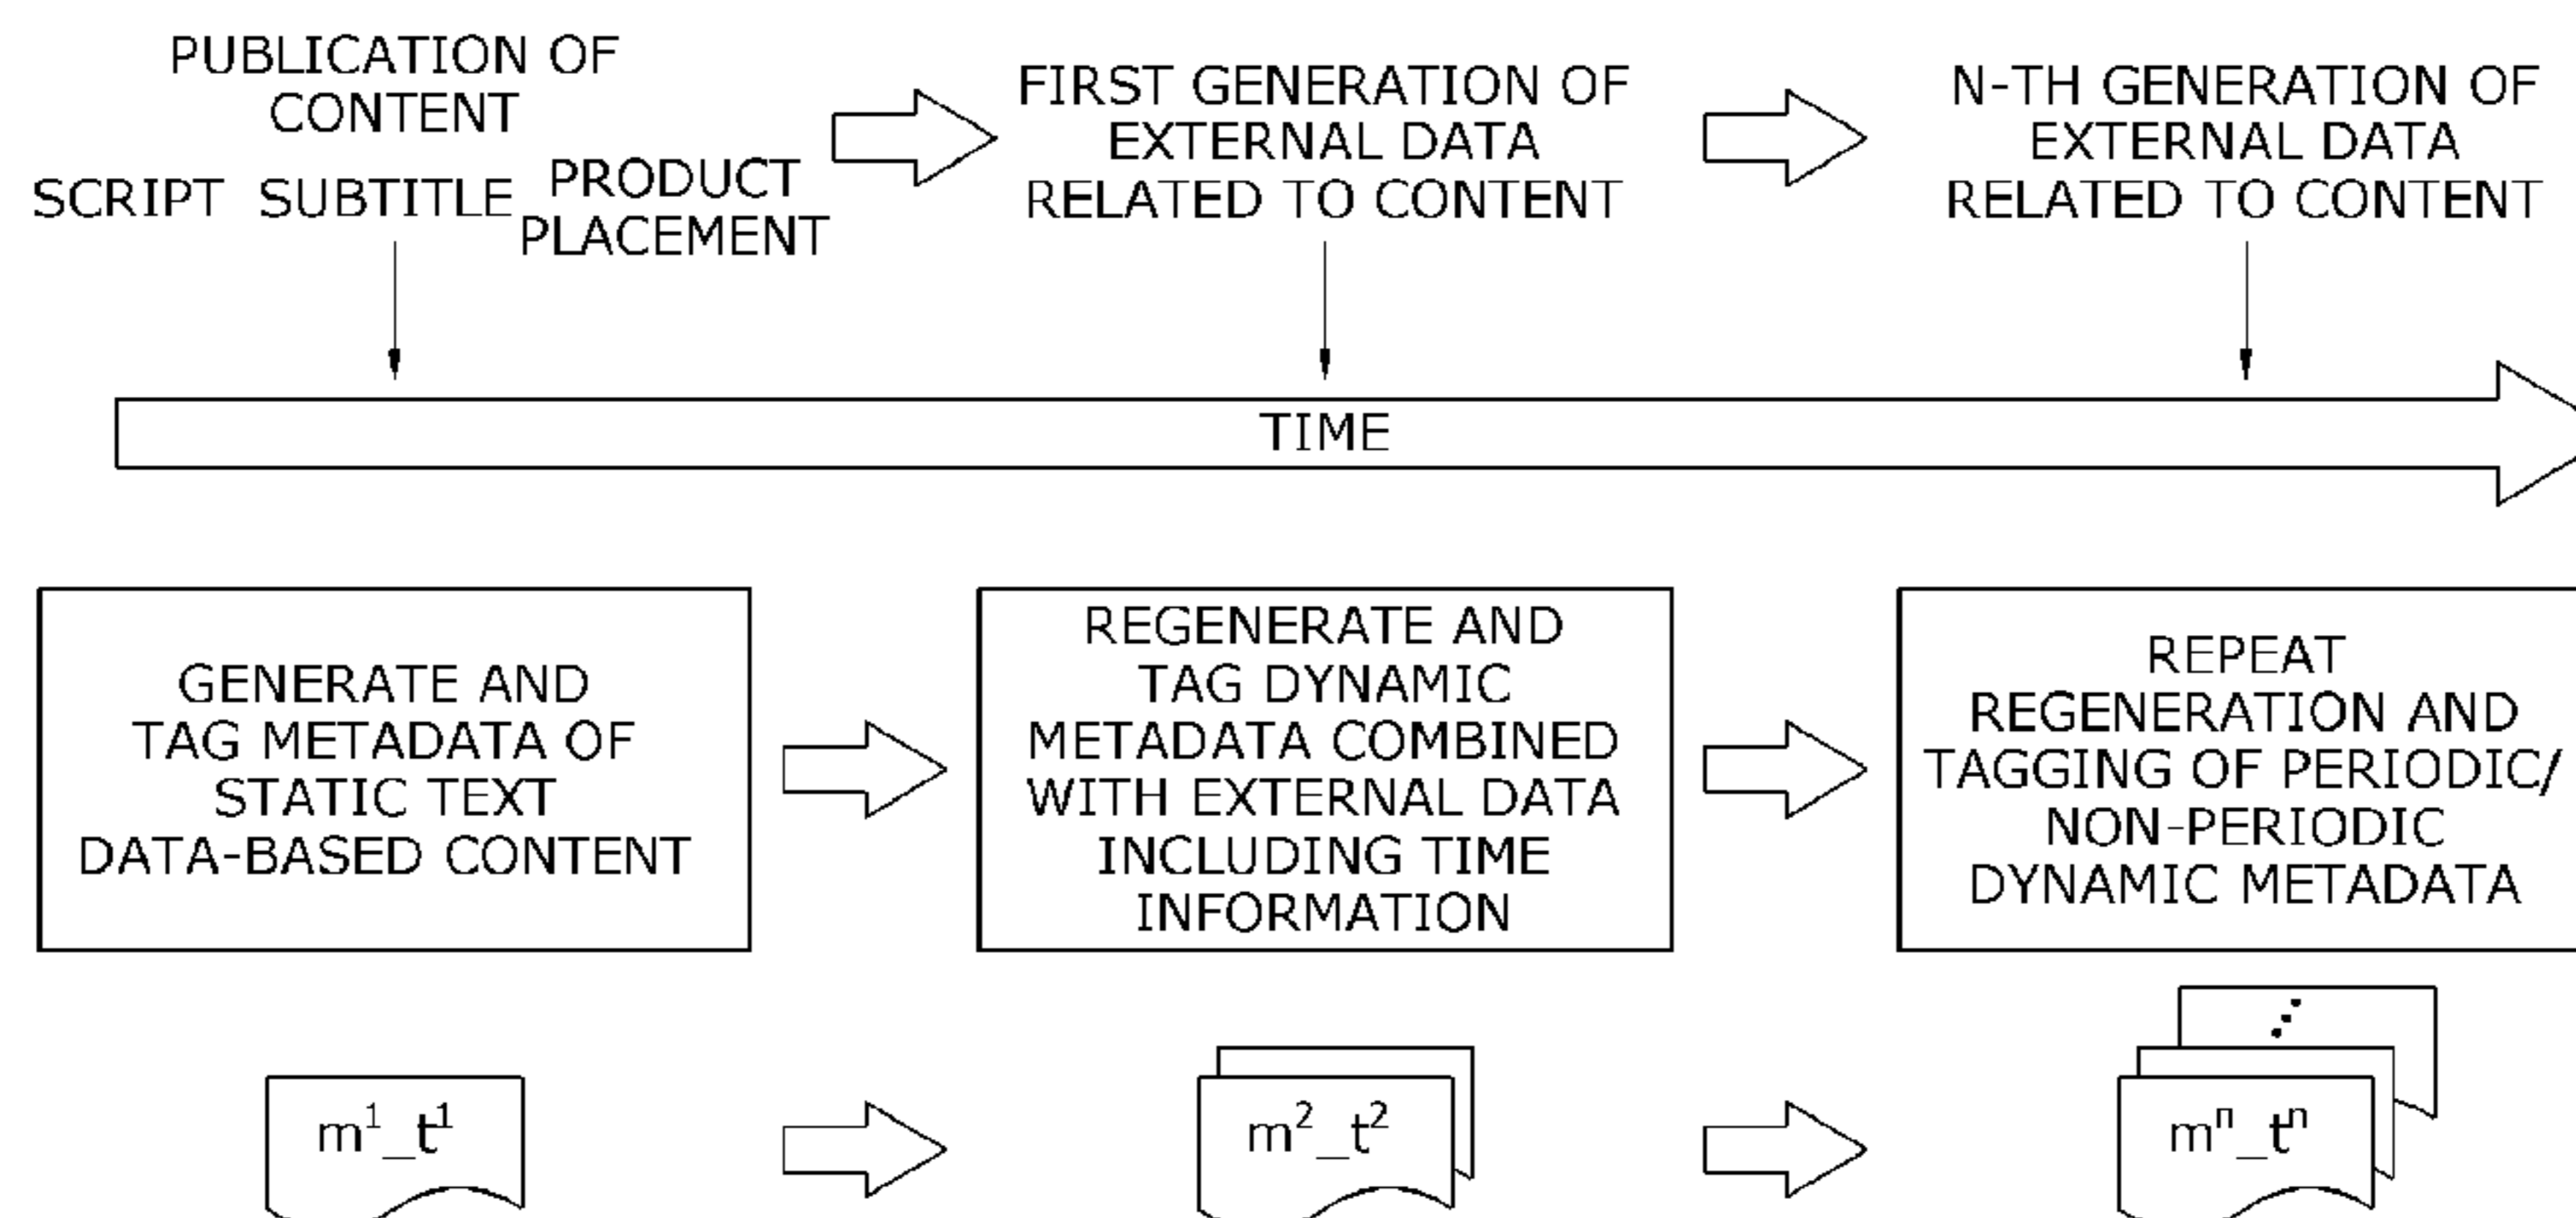 PUBLICATION OF
CONTENT
SCRIPT SUBTITLE PRODUCT
PLACEMENT
FIRST GENERATION OF
EXTERNAL DATA
RELATED TO CONTENT
N-TH GENERATION OF
EXTERNAL DATA
RELATED TO CONTENT
TIME
GENERATE AND
TAG METADATA OF
STATIC TEXT
DATA-BASED CONTENT
REGENERATE AND
TAG DYNAMIC
METADATA COMBINED
WITH EXTERNAL DATA
INCLUDING TIME
INFORMATION
REPEAT
REGENERATION AND
TAGGING OF PERIODIC/
NON-PERIODIC
DYNAMIC METADATA
m¹_t¹
m²_t²
mⁿ_tⁿ